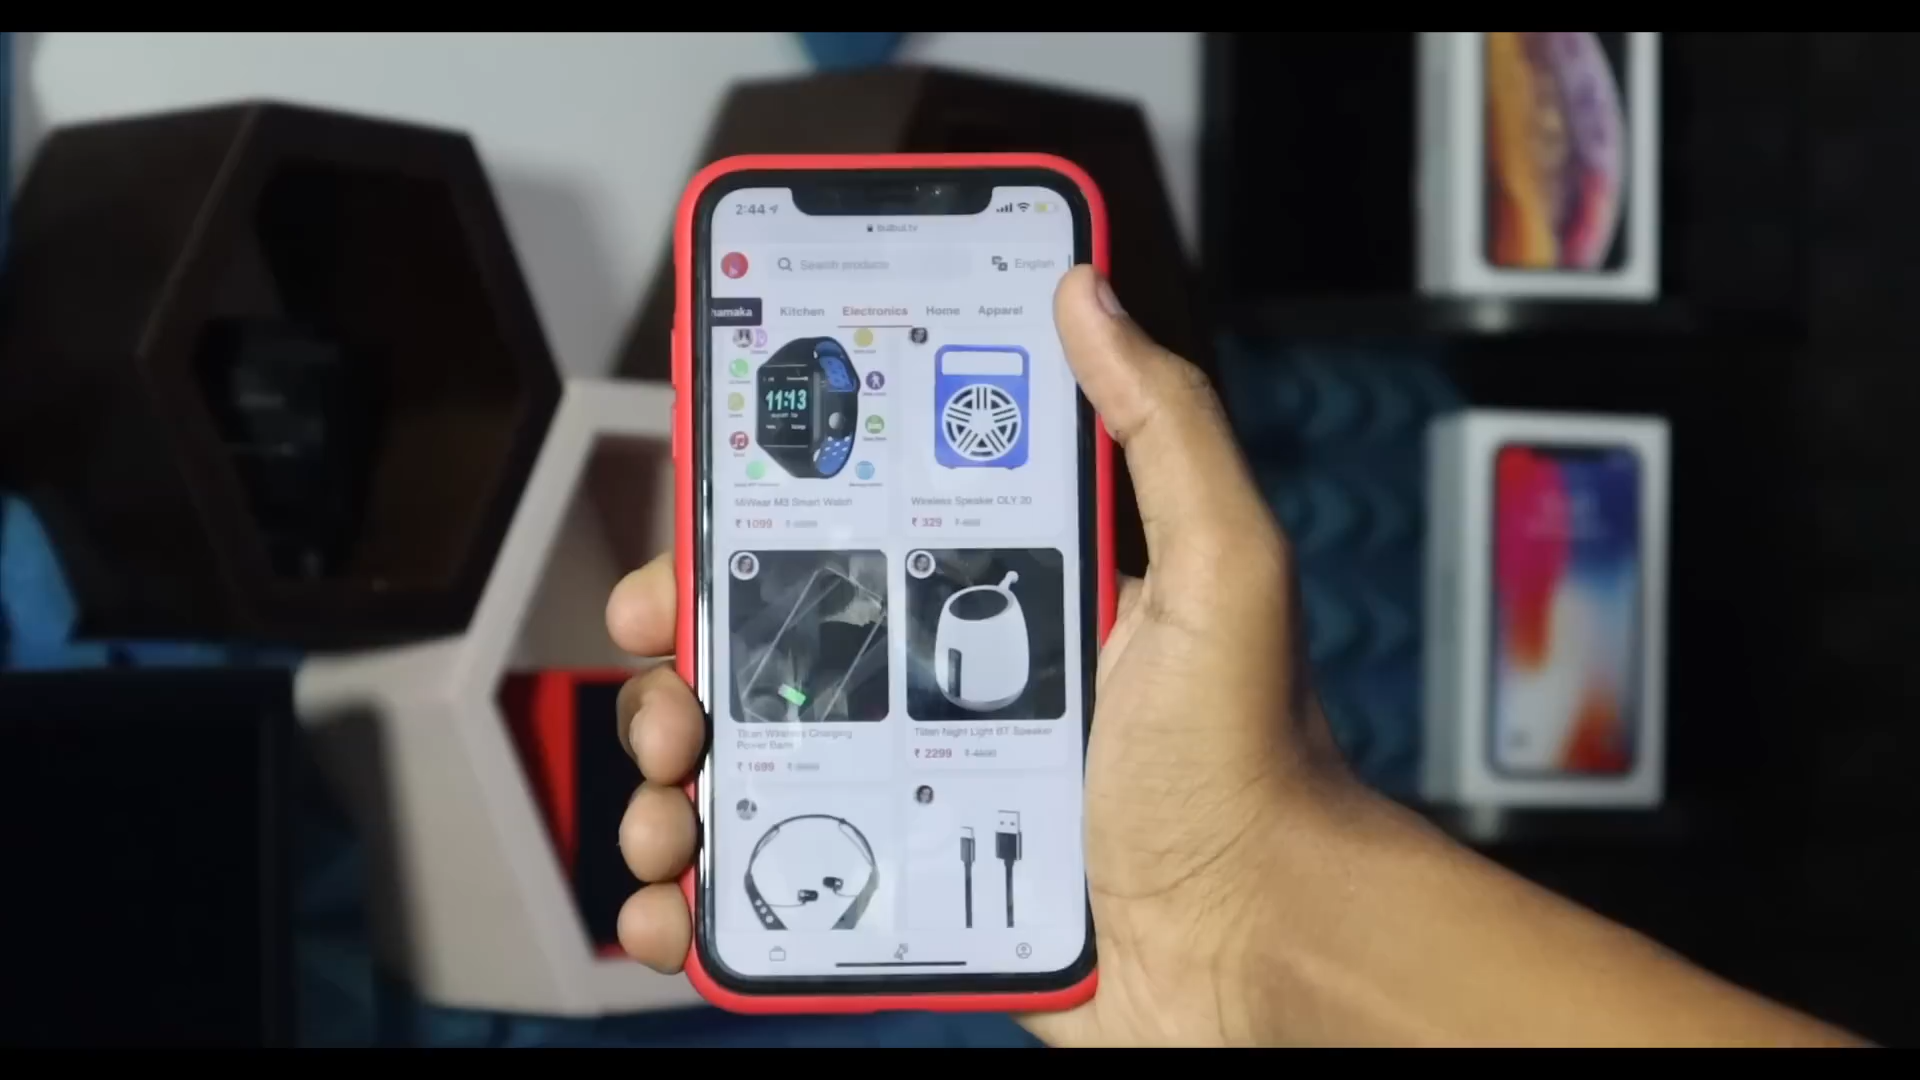 2:44
bulbul.tv
Search products
English
hamaka
Kitchen
Electronics
Home
Apparel
11:13
MiWear M3 Smart Watch
₹ 1099
Wireless Speaker OLY 20
₹ 329
Titan Wireless Charging
Power Bank
₹ 1699
Night Light BT Speaker
₹ 2299